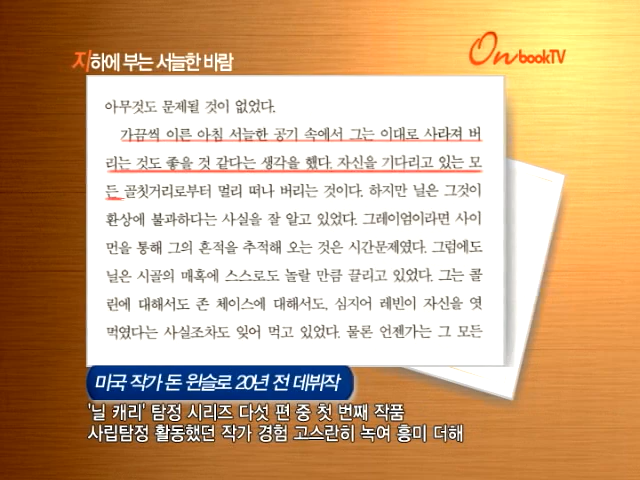 지하에 부는 서늘한 바람
On bookTV
아무것도 문제될 것이 없었다.
가끔씩 이른 아침 서늘한 공기 속에서 그는 이대로 사라져 버
리는 것도 좋을 것 같다는 생각을 했다. 자신을 기다리고 있는 모
든 골칫거리로부터 멀리 떠나 버리는 것이다. 하지만 닐은 그것이
환상에 불과하다는 사실을 잘 알고 있었다. 그레이엄이라면 사이
먼을 통해 그의 흔적을 추적해 오는 것은 시간문제였다. 그럼에도
닐은 시골의 매혹에 스스로도 놀랄 만큼 끌리고 있었다. 그는 콜
린에 대해서도 존 체이스에 대해서도, 심지어 레빈이 자신을 엿
먹였다는 사실조차도 잊어 먹고 있었다. 물론 언젠가는 그 모든
미국 작가 돈 윈슬로 20년 전 데뷔작
'닐 캐리' 탐정 시리즈 다섯 편 중 첫 번째 작품
사립탐정 활동했던 작가 경험 고스란히 녹여 흥미 더해